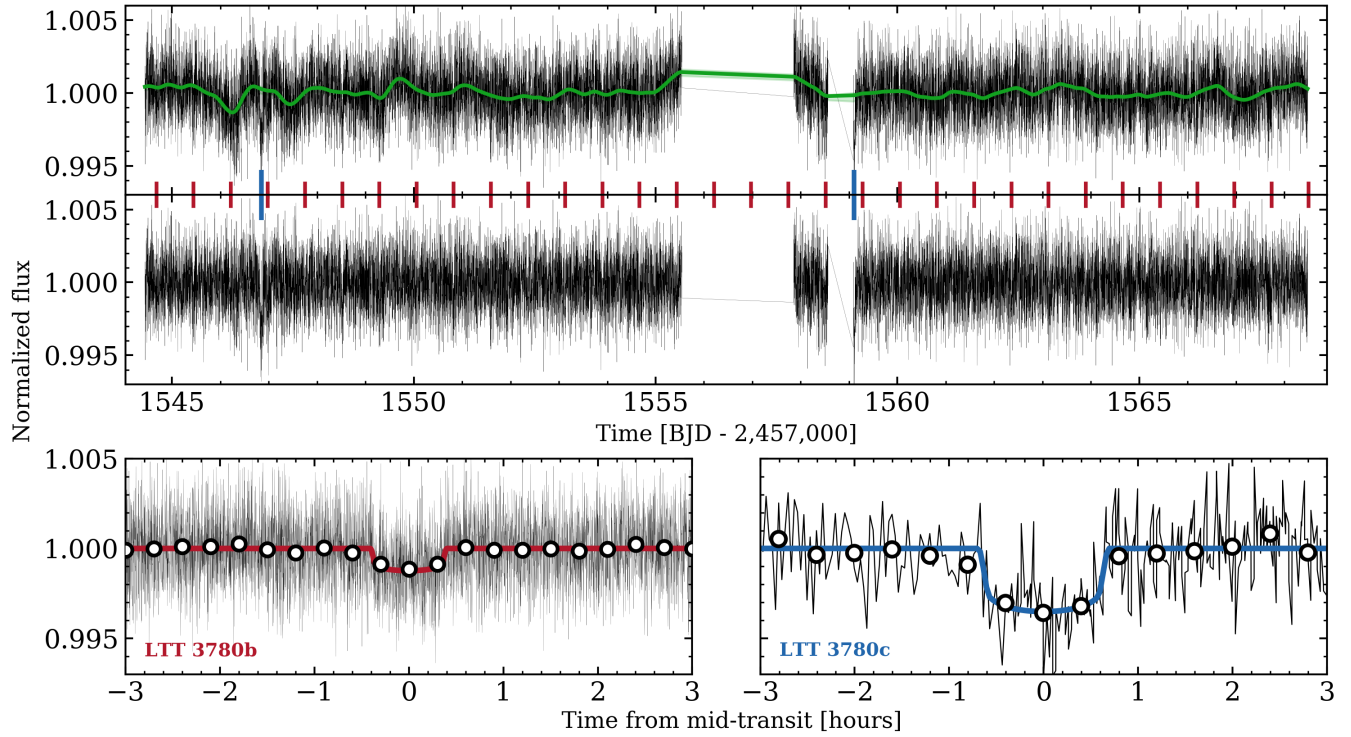 1.005
1.000
0.995
1.005
1.000
0.995
Normalized flux
1545 1550 1555 1560 1565
Time [BJD - 2,457,000]
1.005
1.000
0.995
LTT 3780b
LTT 3780c
−3 −2 −1 0 1 2 3
−3 −2 −1 0 1 2 3
Time from mid-transit [hours]